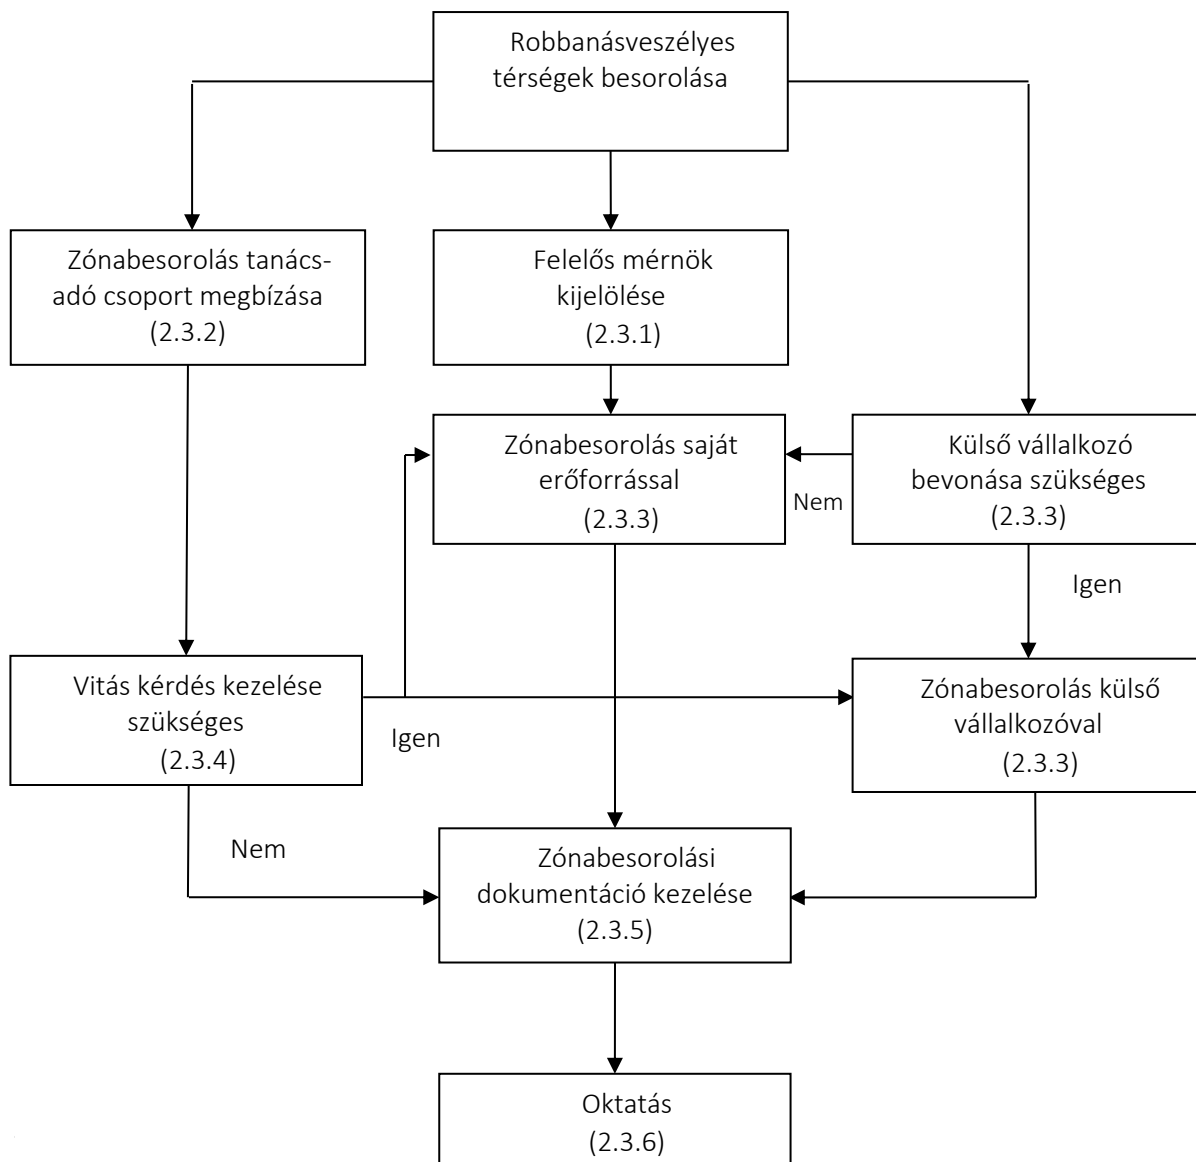 Robbanásveszélyes
térségek besorolása
Zónabesorolás tanács-
adó csoport megbízása
(2.3.2)
Felelős mérnök
kijelölése
(2.3.1)
Zónabesorolás saját
erőforrással
(2.3.3)
Nem
Külső vállalkozó
bevonása szükséges
(2.3.3)
Igen
Vitás kérdés kezelése
szükséges
(2.3.4)
Igen
Zónabesorolás külső
vállalkozóval
(2.3.3)
Nem
Zónabesorolási
dokumentáció kezelése
(2.3.5)
Oktatás
(2.3.6)